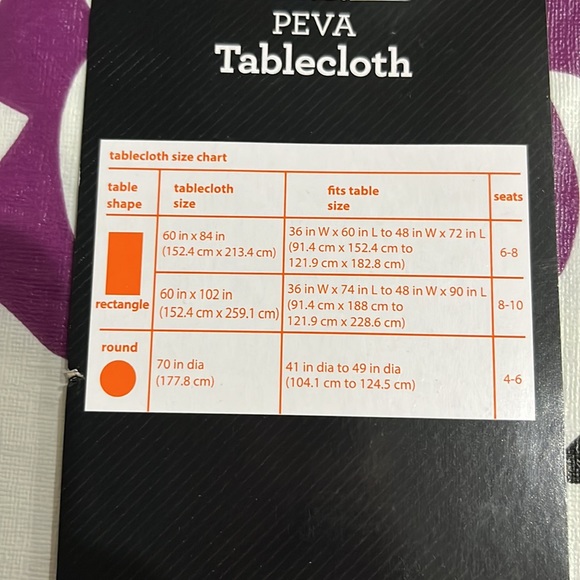 PEVA
Tablecloth
tablecloth size chart
table shape	tablecloth size	fits table size	seats
rectangle	60 in x 84 in (152.4 cm x 213.4 cm)	36 in W x 60 in L to 48 in W x 72 in L (91.4 cm x 152.4 cm to 121.9 cm x 182.8 cm)	6-8
60 in x 102 in (152.4 cm x 259.1 cm)	36 in W x 74 in L to 48 in W x 90 in L (91.4 cm x 188 cm to 121.9 cm x 228.6 cm)	8-10
round	70 in dia (177.8 cm)	41 in dia to 49 in dia (104.1 cm to 124.5 cm)	4-6